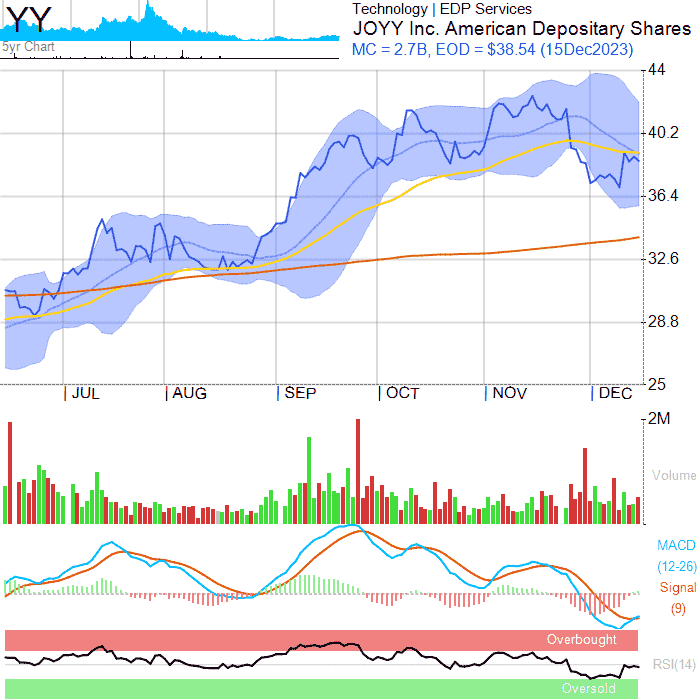 YY
5yr Chart
Technology | EDP Services
JOYY Inc. American Depositary Shares
MC = 2.7B, EOD = $38.54 (15Dec2023)
44
40.2
36.4
32.6
28.8
25
JUL AUG SEP OCT NOV DEC
2M
Volume
MACD
(12-26)
Signal
(9)
Overbought
RSI(14)
Oversold